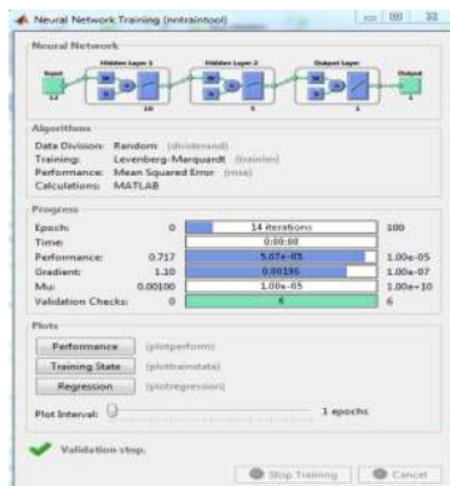 Neural Network Training (nntraintool)
Neural Network
Hidden Layer 1
Hidden Layer 2
Output Layer
Input
Output
W
b
W
b
W
b
12
10
5
1
1
Algorithms
Data Division: Random (dividerand)
Training: Levenberg-Marquardt (trainlm)
Performance: Mean Squared Error (mse)
Calculations: MATLAB
Progress
Epoch: 0 14 iterations 100
Time: 0:00:00
Performance: 0.717 5.67e-05 1.00e-05
Gradient: 1.10 0.00196 1.00e-07
Mu: 0.00100 1.00e-05 1.00e+10
Validation Checks: 0 6 6
Plots
Performance (plotperform)
Training State (plottrainstate)
Regression (plotregression)
Plot Interval: 1 epochs
Validation stop.
Stop Training
Cancel